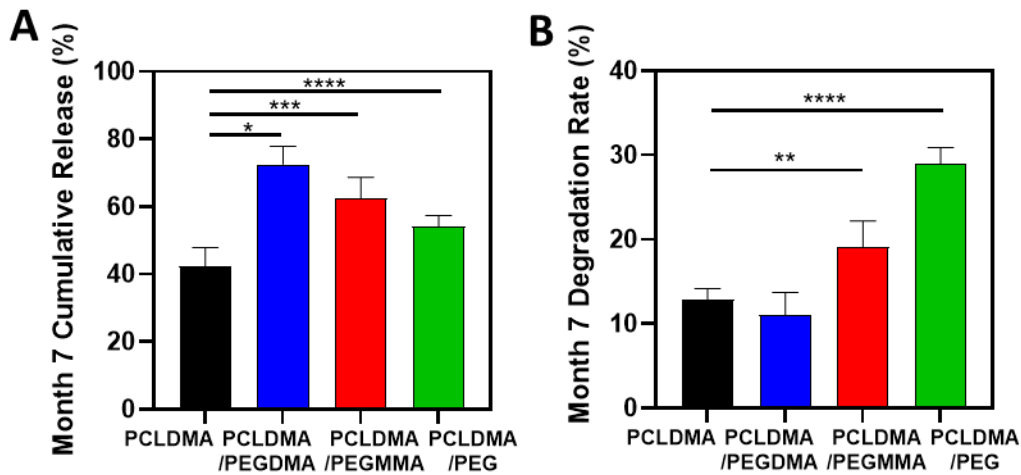 A
Month 7 Cumulative Release (%)
100
80
60
40
20
0
****
***
*
PCLDMA PCLDMA PCLDMA PCLDMA
/PEGDMA /PEGMMA /PEG
B
Month 7 Degradation Rate (%)
40
30
20
10
0
****
**
PCLDMA PCLDMA PCLDMA PCLDMA
/PEGDMA /PEGMMA /PEG